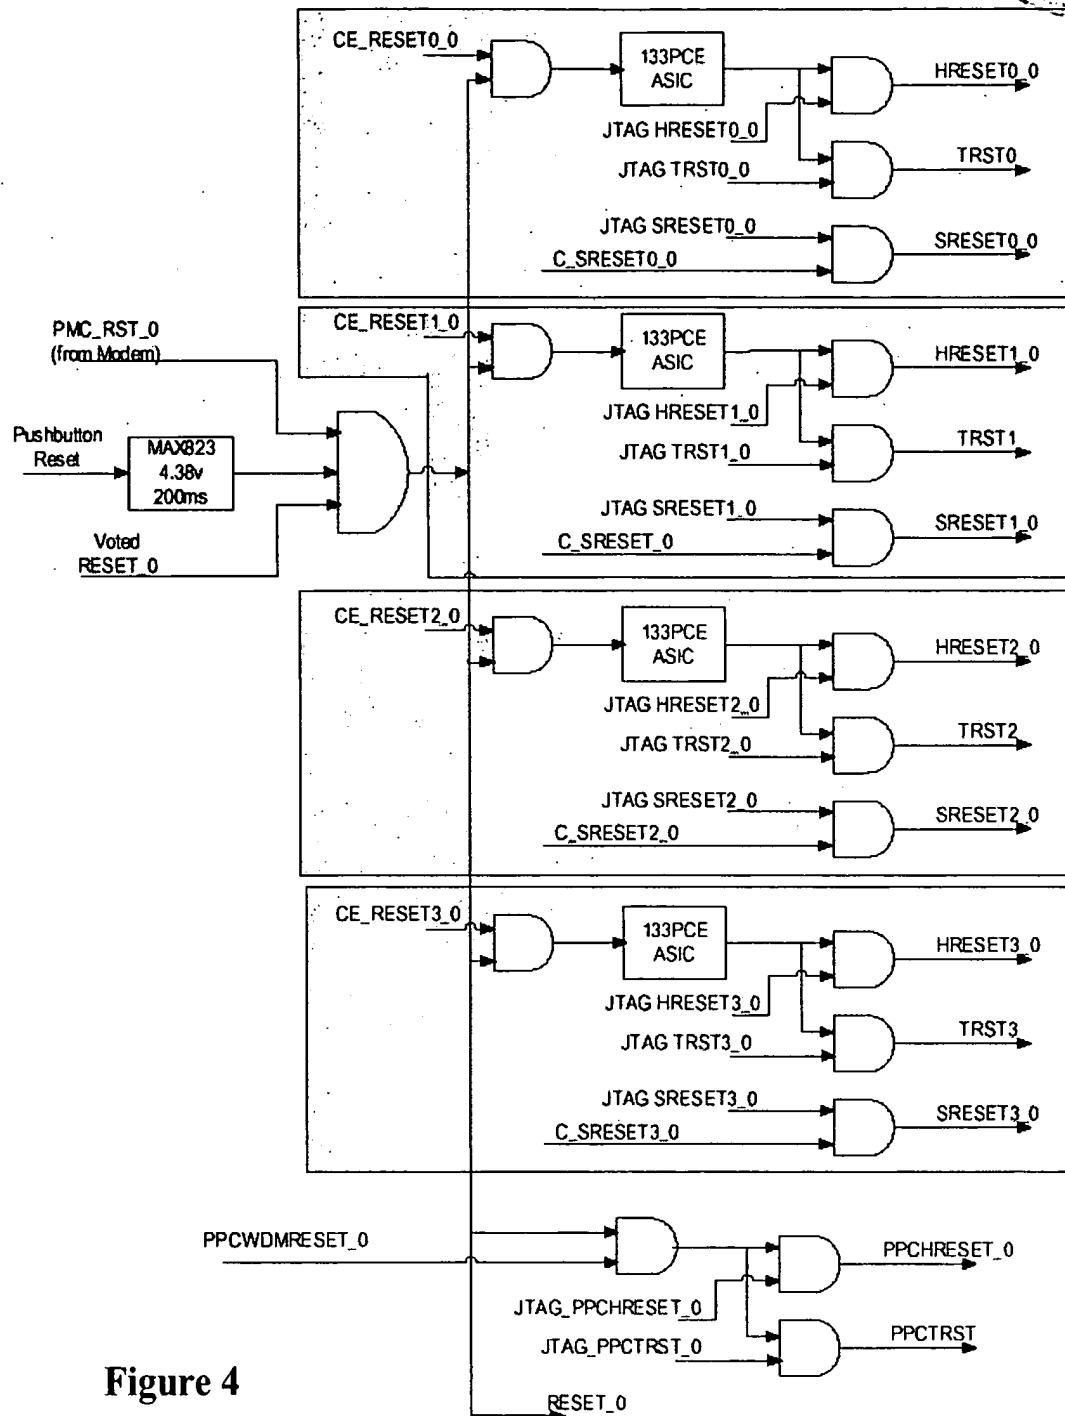 CE_RESET0_0
133PCE
ASIC
HRESET0_0
JTAG HRESET0_0
TRST0
JTAG TRST0_0
JTAG SRESET0_0
SRESET0_0
C_SRESET0_0
PMC_RST_0
(from Modem)
CE_RESET1_0
133PCE
ASIC
HRESET1_0
JTAG HRESET1_0
Pushbutton
Reset
MAX823
4.38v
200ms
TRST1
JTAG TRST1_0
JTAG SRESET1_0
SRESET1_0
C_SRESET_0
Voted
RESET_0
CE_RESET2_0
133PCE
ASIC
HRESET2_0
JTAG HRESET2_0
TRST2
JTAG TRST2_0
JTAG SRESET2_0
SRESET2_0
C_SRESET2_0
CE_RESET3_0
133PCE
ASIC
HRESET3_0
JTAG HRESET3_0
TRST3
JTAG TRST3_0
JTAG SRESET3_0
SRESET3_0
C_SRESET3_0
PPCWDMRESET_0
PPCHRESET_0
JTAG_PPCHRESET_0
PPCTRST
JTAG_PPCTRST_0
Figure 4
RESET_0